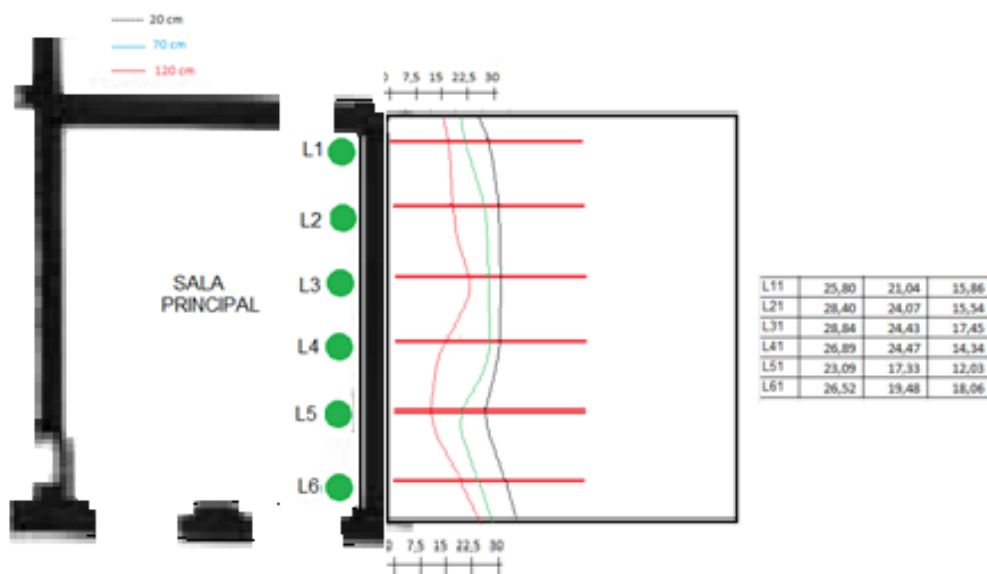 20 cm
70 cm
120 cm
0 7,5 15 22,5 30
L1
L2
L3
SALA
PRINCIPAL
L4
L5
L6
L11 25,80 21,04 15,86
L21 28,40 24,07 15,54
L31 28,84 24,43 17,45
L41 26,89 24,47 14,34
L51 23,09 17,33 12,03
L61 26,52 19,48 18,06
0 7,5 15 22,5 30